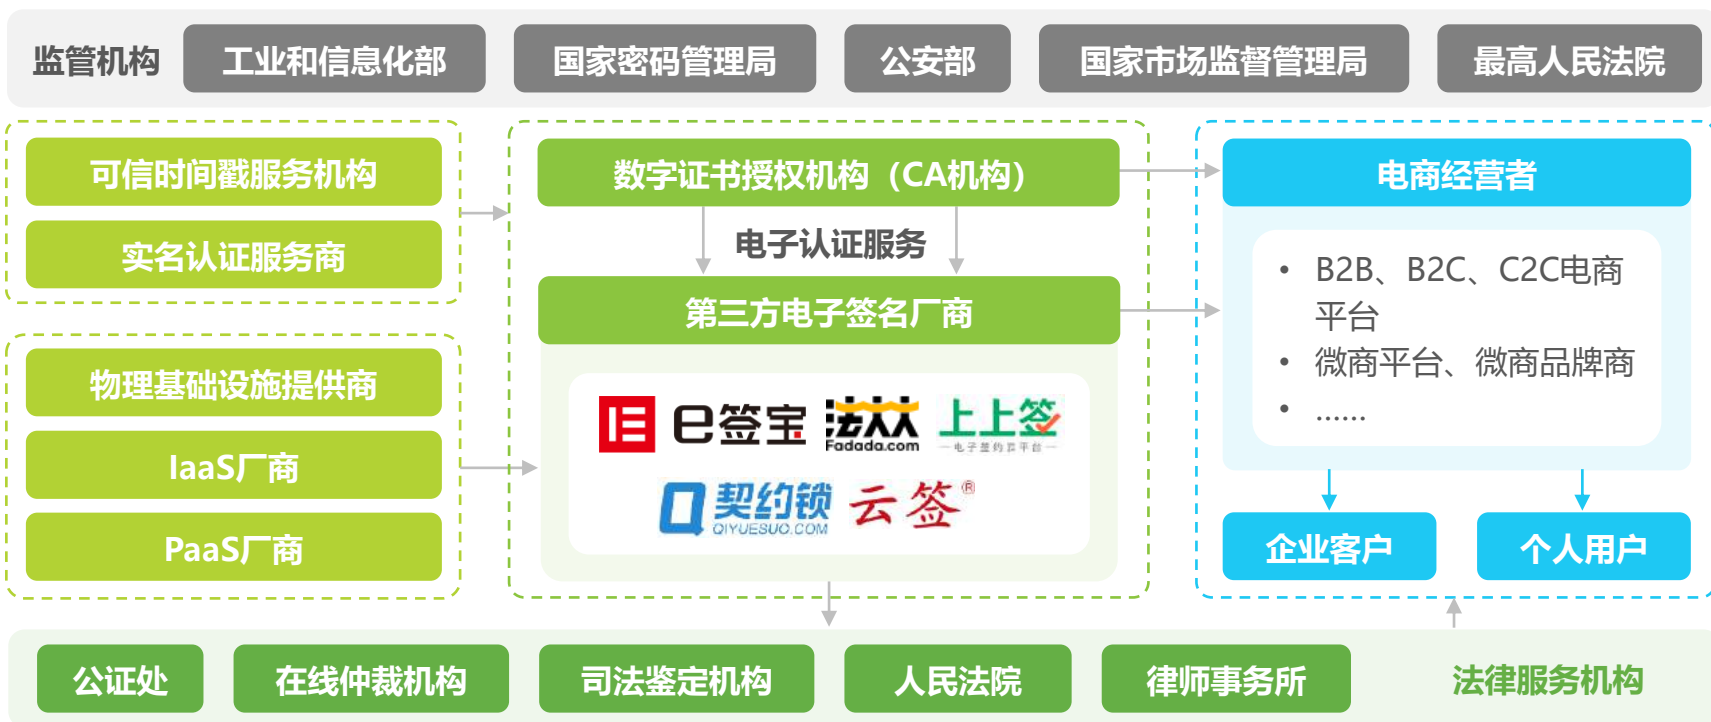 监管机构
工业和信息化部
国家密码管理局
公安部
国家市场监督管理局
最高人民法院
可信时间戳服务机构
实名认证服务商
物理基础设施提供商
IaaS厂商
PaaS厂商
数字证书授权机构（CA机构）
电子认证服务
第三方电子签名厂商
e签宝
法大大
Fadada.com
上上签
电子签约云平台
契约锁
QIYUESUO.COM
云签®
电商经营者
• B2B、B2C、C2C电商
平台
• 微商平台、微商品牌商
• ……
企业客户
个人用户
公证处
在线仲裁机构
司法鉴定机构
人民法院
律师事务所
法律服务机构